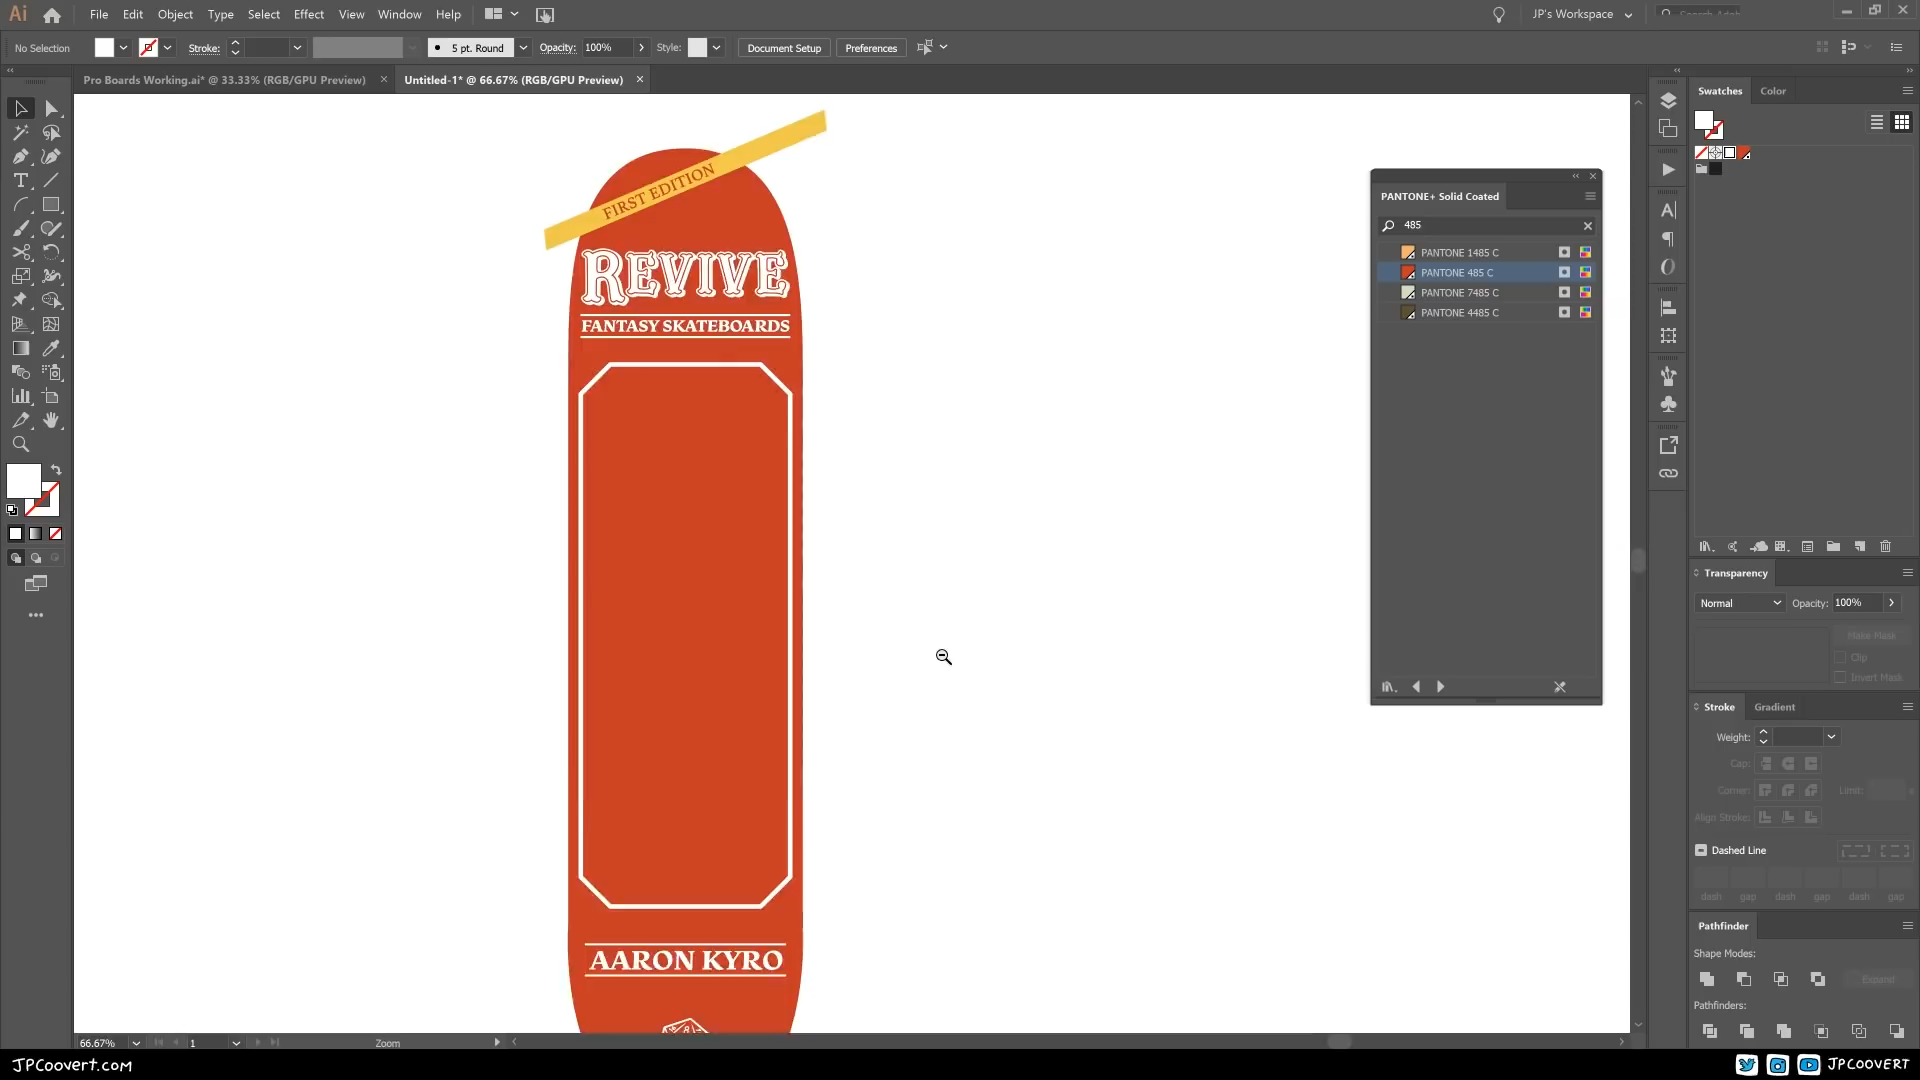 Ai File Edit Object Type Select Effect View Window Help JP's Workspace
No Selection Stroke: 5 pt. Round Opacity: 100% Style: Document Setup Preferences
Pro Boards Working.ai* @ 33.33% (RGB/GPU Preview) Untitled-1* @ 66.67% (RGB/GPU Preview)
FIRST EDITION
REVIVE
FANTASY SKATEBOARDS
AARON KYRO
PANTONE+ Solid Coated
485
PANTONE 1485 C
PANTONE 485 C
PANTONE 7485 C
PANTONE 4485 C
Swatches Color
Transparency
Normal Opacity: 100%
Make Mask
Clip
Invert Mask
Stroke Gradient
Weight:
Cap:
Corner: Limit:
Align Stroke:
Dashed Line
dash gap dash gap dash gap
Pathfinder
Shape Modes:
Expand
Pathfinders:
66.67% 1 Zoom
JPCOOVERT.COM
JPCOOVERT